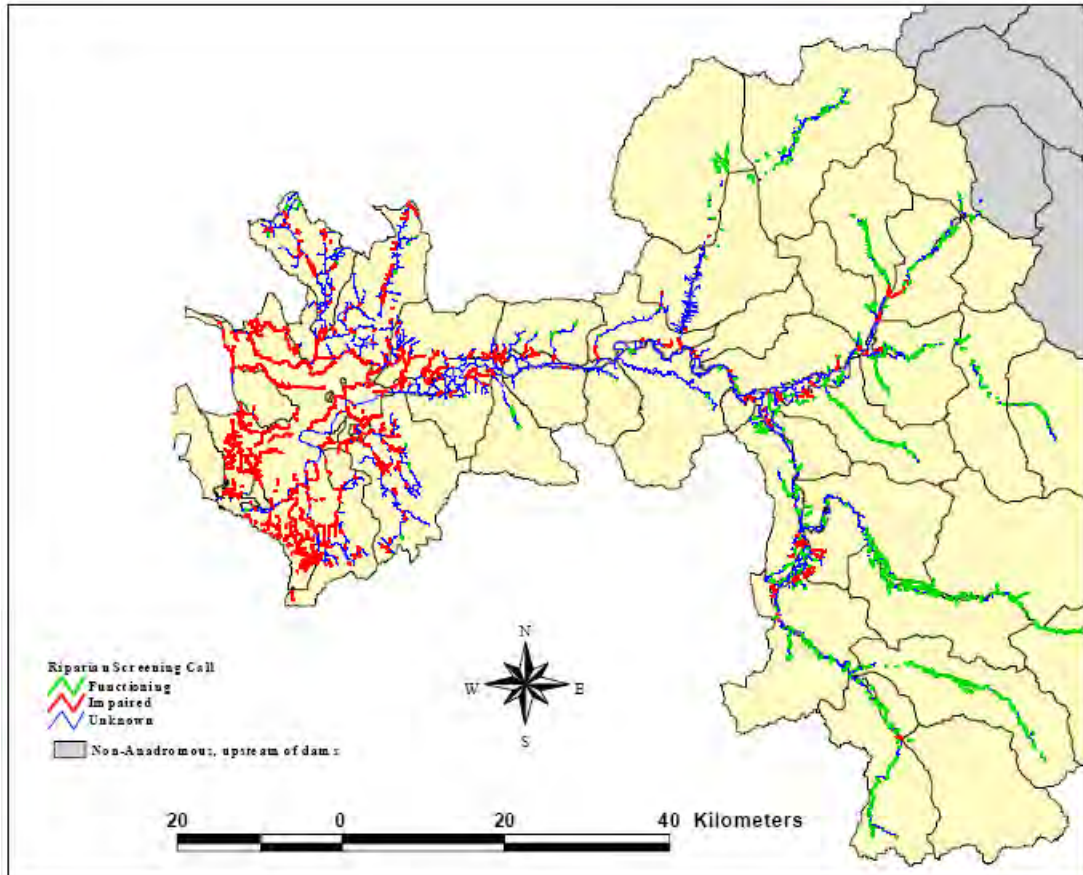 N
W E
S
Riparian Screening Call
Functioning
Impaired
Unknown
Non-Anadromous, upstream of dams
20 0 20 40 Kilometers